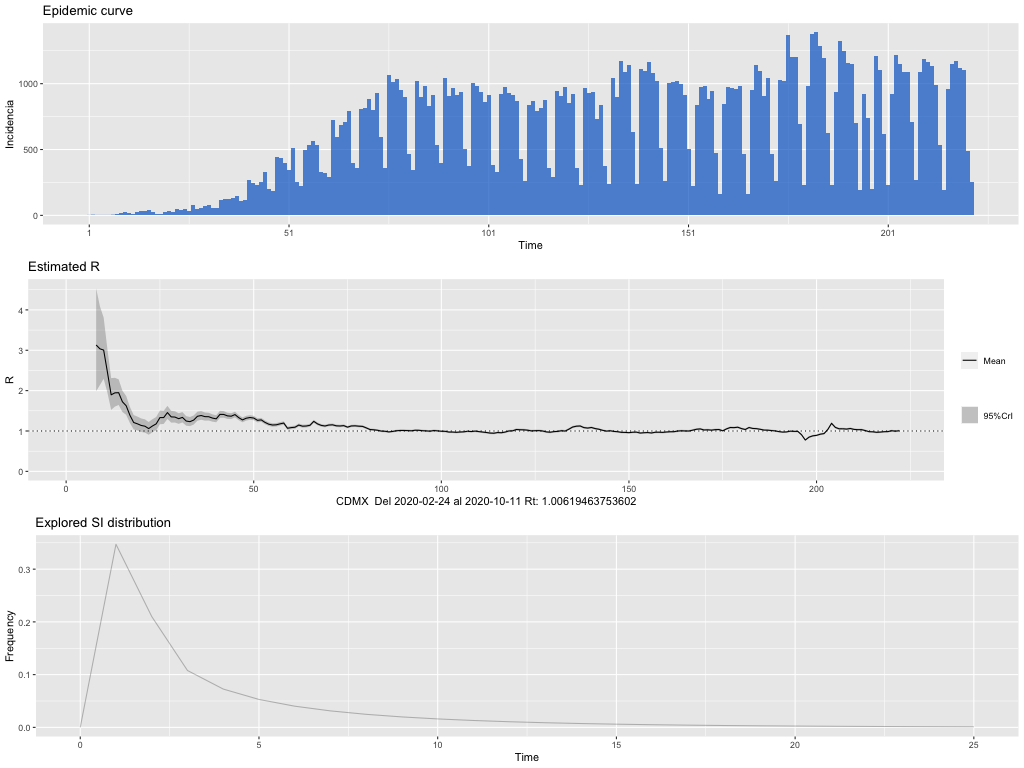 Epidemic curve
1000
500
0
Incidencia
1 51 101 151 201
Time
Estimated R
4
3
2
1
0
R
Mean
95%CrI
0 50 100 150 200
CDMX Del 2020-02-24 al 2020-10-11 Rt: 1.00619463753602
Explored SI distribution
0.3
0.2
0.1
0.0
Frequency
0 5 10 15 20 25
Time